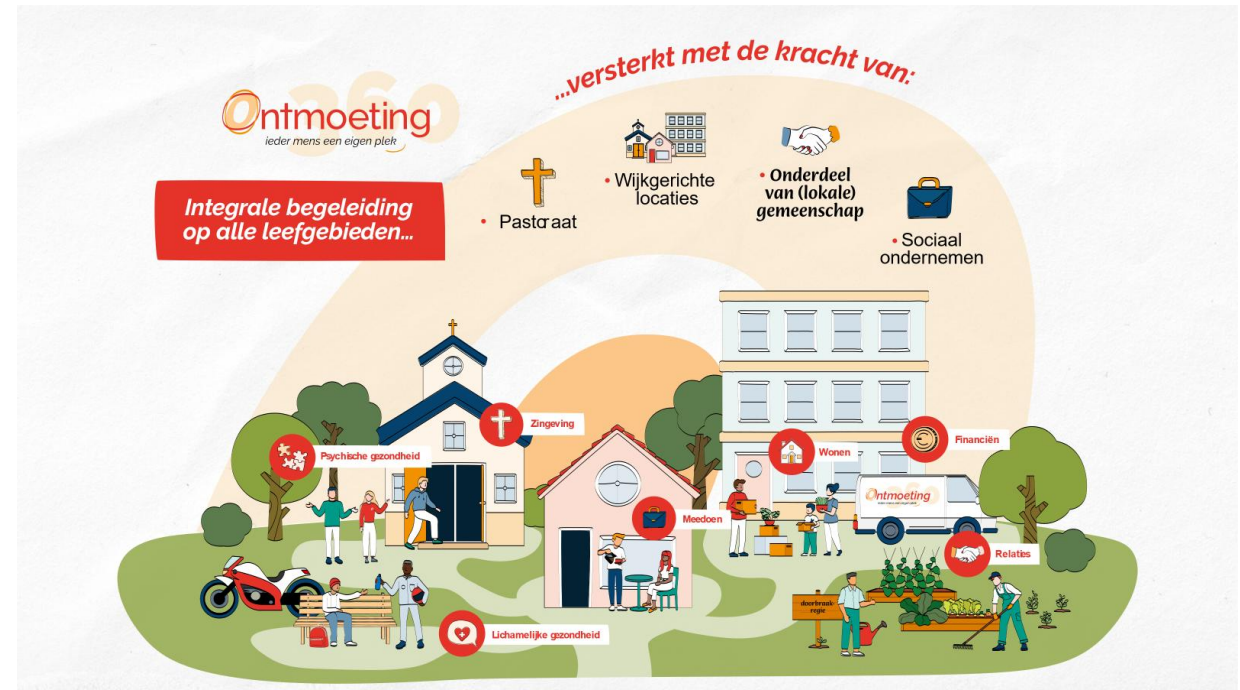 ...versterkt met de kracht van:
360
Ontmoeting
ieder mens een eigen plek
Integrale begeleiding
op alle leefgebieden...
• Pastoraat
• Wijkgerichte
locaties
• Onderdeel
van (lokale)
gemeenschap
• Sociaal
ondernemen
Zingeving
Psychische gezondheid
Financiën
Wonen
Ontmoeting
Meedoen
Relaties
doorbraak
regie
Lichamelijke gezondheid